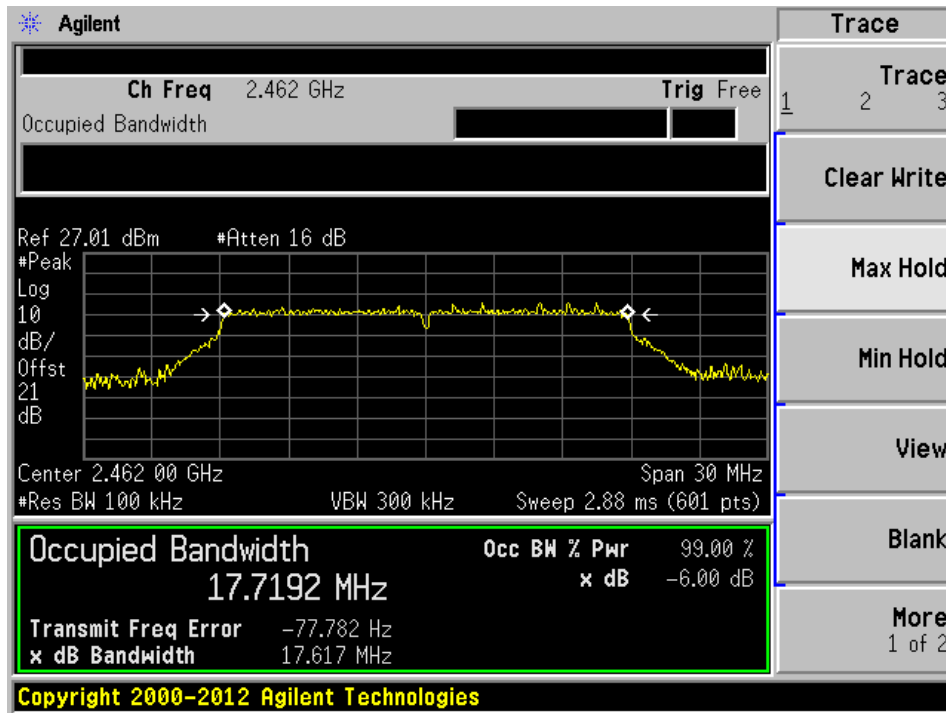 Agilent
Trace
Ch Freq 2.462 GHz Trig Free
Occupied Bandwidth
Trace
1 2 3
Clear Write
Max Hold
Min Hold
View
Blank
More
1 of 2
Ref 27.01 dBm #Atten 16 dB
#Peak
Log
10
dB/
Offst
21
dB
Center 2.462 00 GHz Span 30 MHz
#Res BW 100 kHz VBW 300 kHz Sweep 2.88 ms (601 pts)
Occupied Bandwidth Occ BW % Pwr 99.00 %
17.7192 MHz x dB -6.00 dB
Transmit Freq Error -77.782 Hz
x dB Bandwidth 17.617 MHz
Copyright 2000-2012 Agilent Technologies